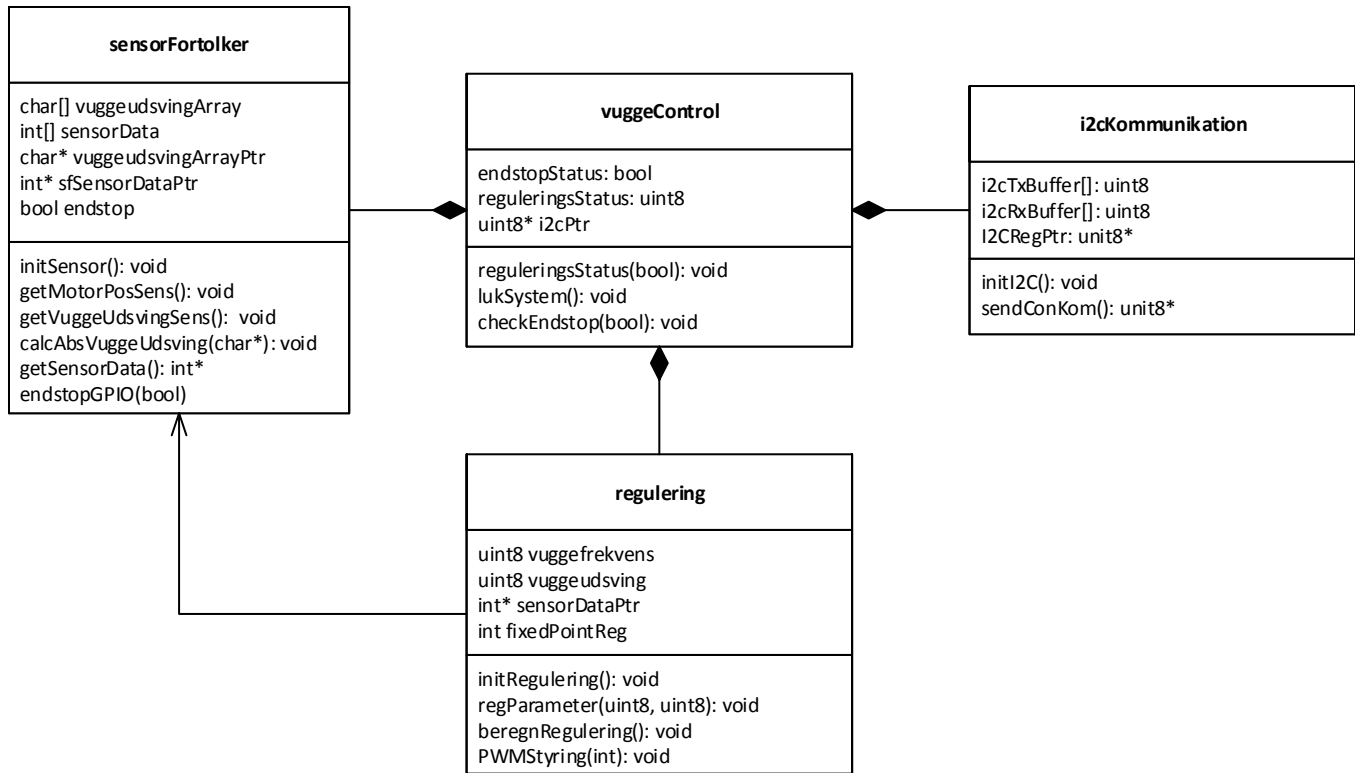 sensorFortolker
char[] vuggeudsvingArray
int[] sensorData
char* vuggeudsvingArrayPtr
int* sfSensorDataPtr
bool endstop
initSensor(): void
getMotorPosSens(): void
getVuggeUdsvingSens(): void
calcAbsVuggeUdsving(char*): void
getSensorData(): int*
endstopGPIO(bool)
vuggeControl
endstopStatus: bool
reguleringsStatus: uint8
uint8* i2cPtr
reguleringsStatus(bool): void
lukSystem(): void
checkEndstop(bool): void
i2cKommunikation
i2cTxBuffer[]: uint8
i2cRxBuffer[]: uint8
I2CRegPtr: unit8*
initI2C(): void
sendConKom(): unit8*
regulering
uint8 vuggefrekvens
uint8 vuggeudsving
int* sensorDataPtr
int fixedPointReg
initRegulering(): void
regParameter(uint8, uint8): void
beregnRegulering(): void
PWMStyring(int): void